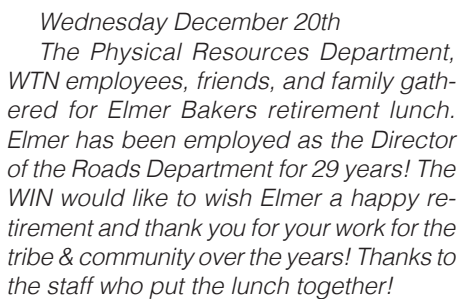 Wednesday December 20th
The Physical Resources Department,
WTN employees, friends, and family gath-
ered for Elmer Bakers retirement lunch.
Elmer has been employed as the Director
of the Roads Department for 29 years! The
WIN would like to wish Elmer a happy re-
tirement and thank you for your work for the
tribe & community over the years! Thanks to
the staff who put the lunch together!